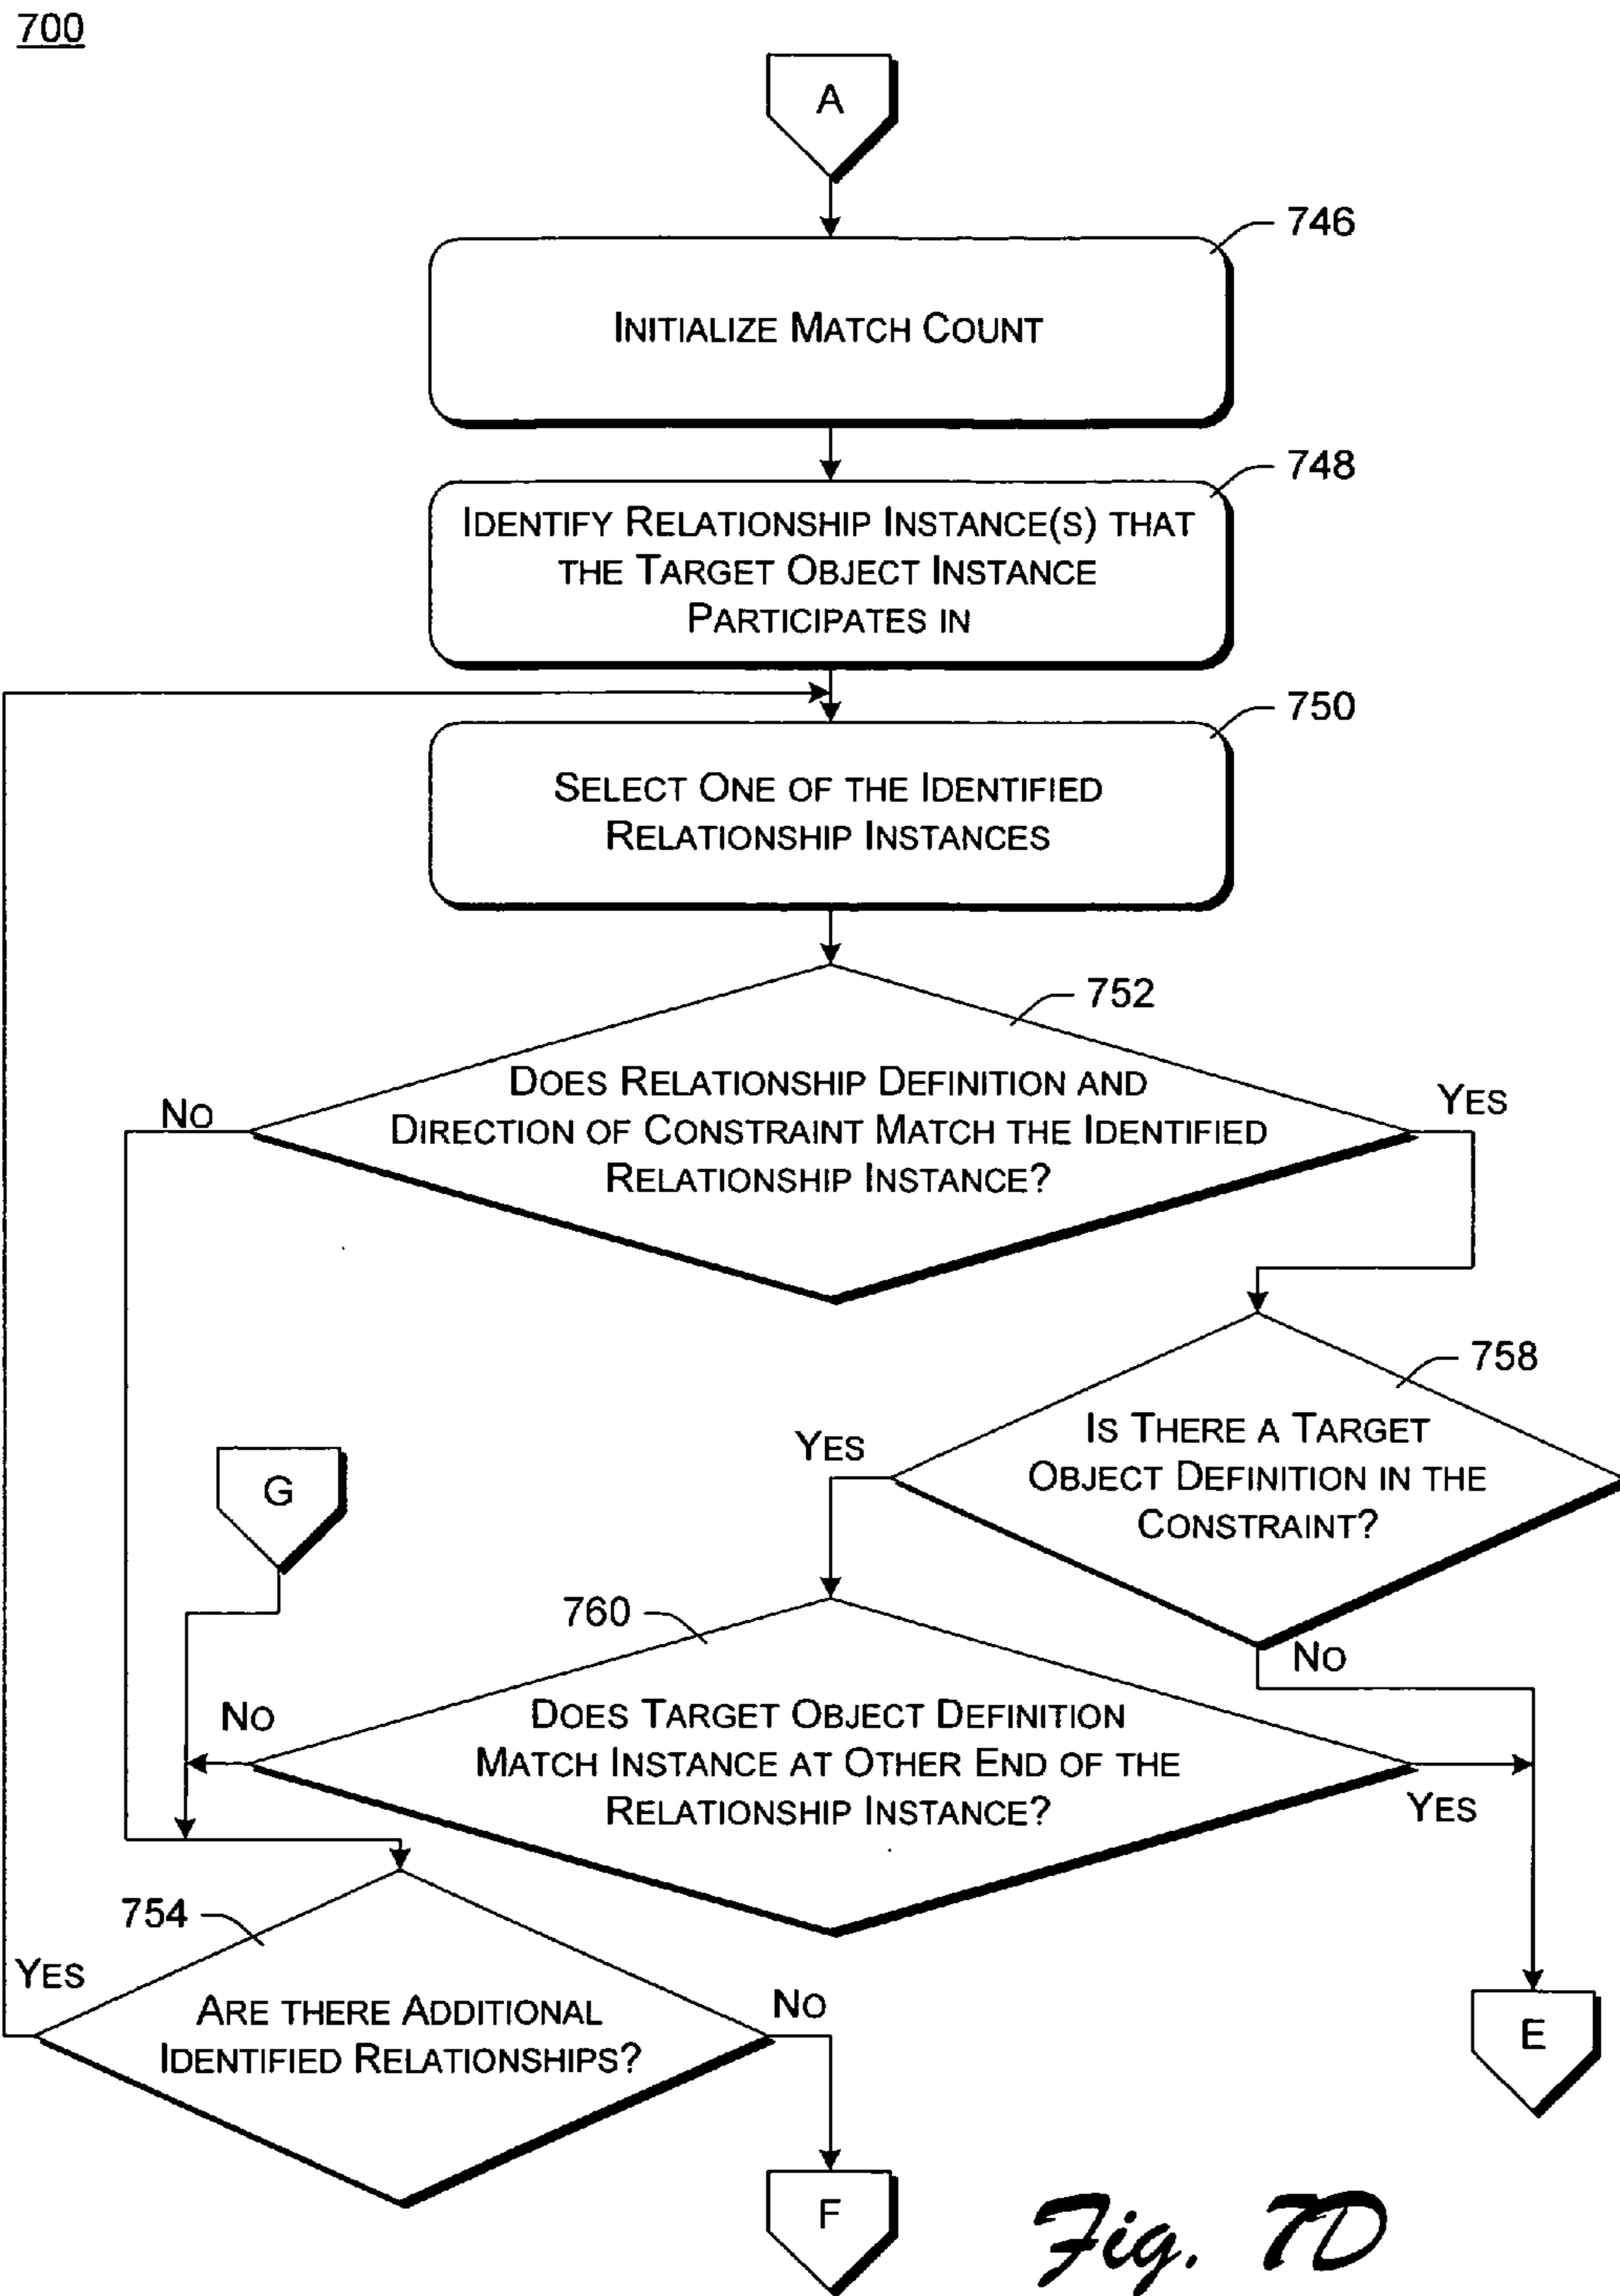 700
A
746
INITIALIZE MATCH COUNT
748
IDENTIFY RELATIONSHIP INSTANCE(S) THAT
THE TARGET OBJECT INSTANCE
PARTICIPATES IN
750
SELECT ONE OF THE IDENTIFIED
RELATIONSHIP INSTANCES
752
DOES RELATIONSHIP DEFINITION AND
DIRECTION OF CONSTRAINT MATCH THE IDENTIFIED
RELATIONSHIP INSTANCE?
NO
YES
758
IS THERE A TARGET
OBJECT DEFINITION IN THE
CONSTRAINT?
YES
NO
G
760
DOES TARGET OBJECT DEFINITION
MATCH INSTANCE AT OTHER END OF THE
RELATIONSHIP INSTANCE?
NO
YES
754
ARE THERE ADDITIONAL
IDENTIFIED RELATIONSHIPS?
YES
NO
E
F
Fig. 7D